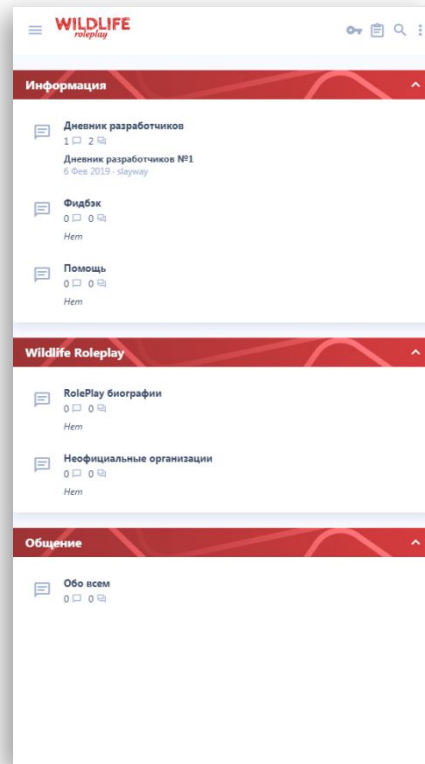 WILDLIFE
roleplay
Информация
Дневник разработчиков
1 2
Дневник разработчиков №1
6 Фев 2019 - slayway
Фидбэк
0 0
Нет
Помощь
0 0
Нет
Wildlife Roleplay
RolePlay биографии
0 0
Нет
Неофициальные организации
0 0
Нет
Общение
Обо всем
0 0